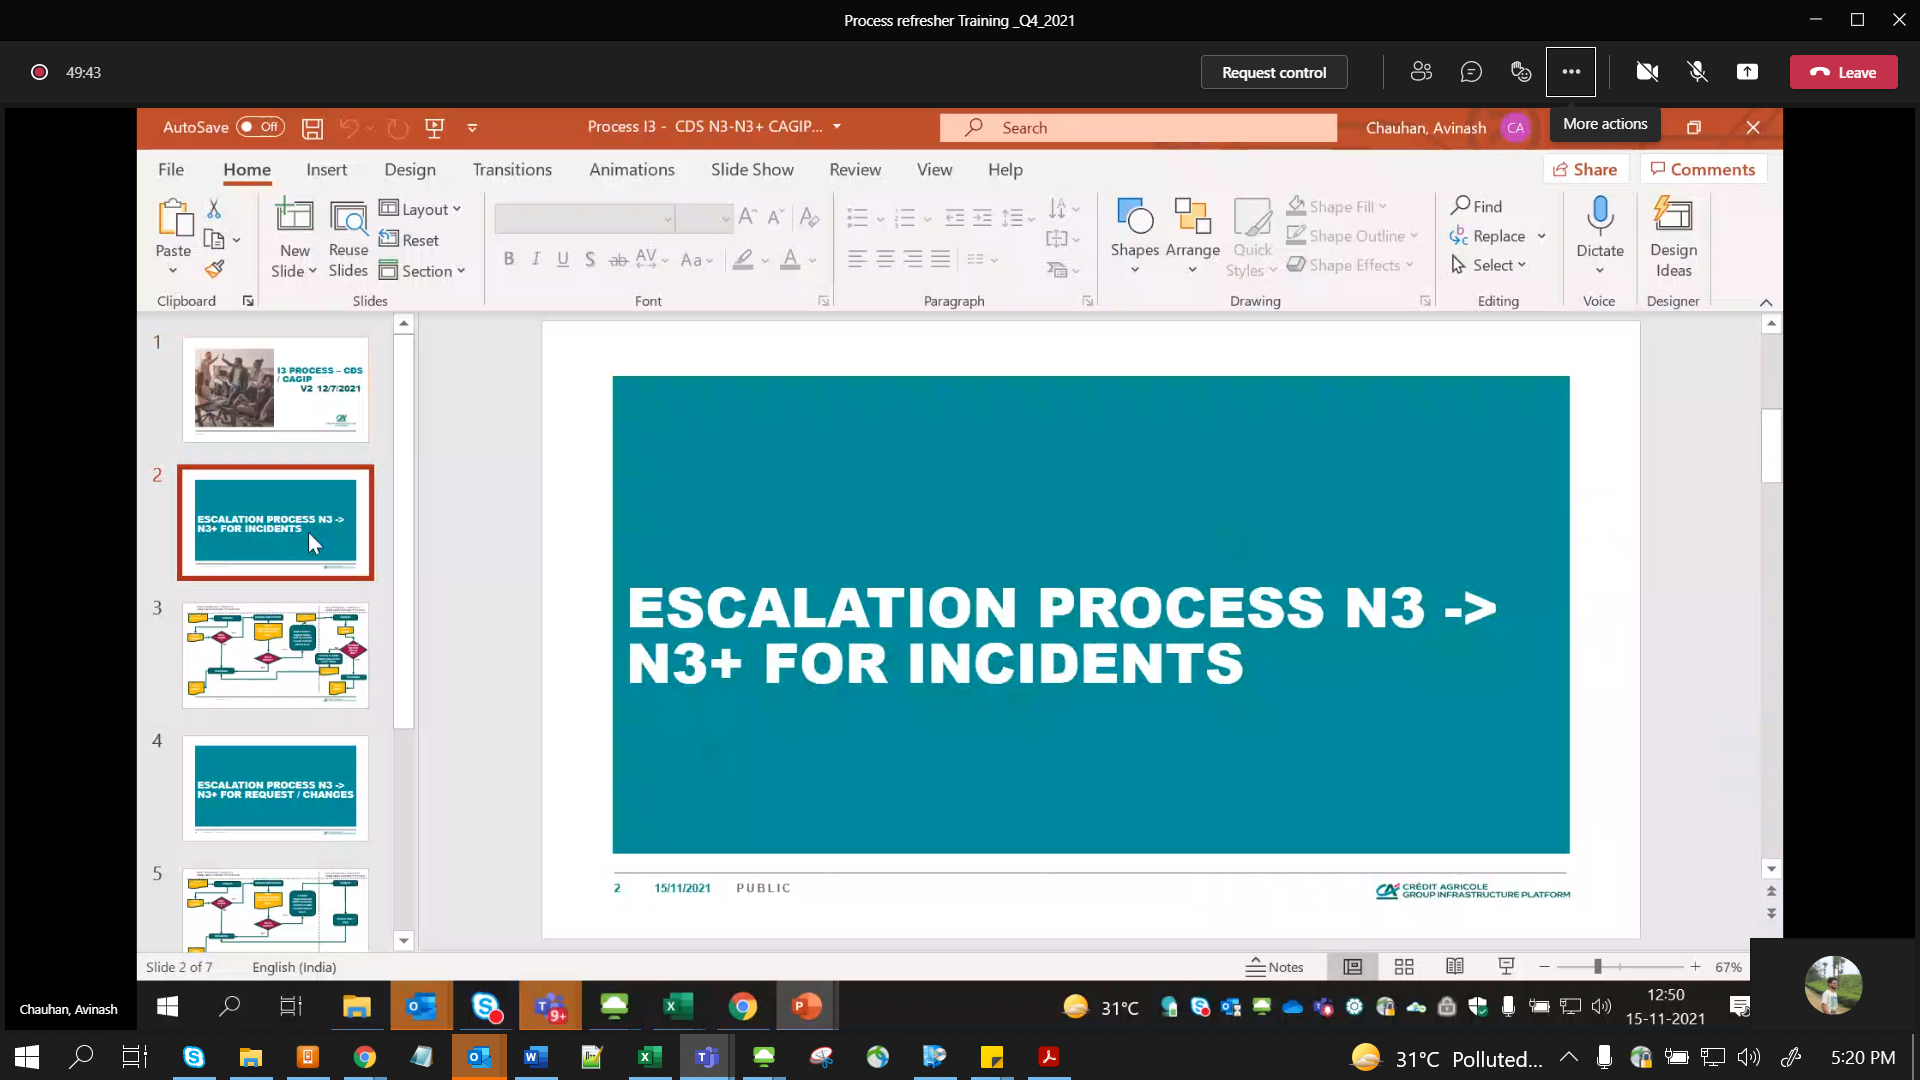 Process refresher Training _Q4_2021
49:43
Request control
Leave
More actions
AutoSave Off
Process I3 - CDS N3-N3+ CAGIP...
Search
Chauhan, Avinash CA
File Home Insert Design Transitions Animations Slide Show Review View Help
Share Comments
Paste
Clipboard
New Slide
Reuse Slides
Layout
Reset
Section
Slides
B I U S ab AV Aa A
Font
Paragraph
Shapes
Arrange
Quick Styles
Shape Fill
Shape Outline
Shape Effects
Drawing
Find
Replace
Select
Editing
Dictate
Voice
Design Ideas
Designer
1
I3 PROCESS – CDS
/ CAGIP
V2 12/7/2021
2
ESCALATION PROCESS N3 ->
N3+ FOR INCIDENTS
3
4
ESCALATION PROCESS N3 ->
N3+ FOR REQUEST / CHANGES
5
ESCALATION PROCESS N3 ->
N3+ FOR INCIDENTS
2 15/11/2021 PUBLIC
CRÉDIT AGRICOLE
GROUP INFRASTRUCTURE PLATFORM
Slide 2 of 7 English (India)
Notes
67%
Chauhan, Avinash
9+
31°C
12:50
15-11-2021
31°C Polluted...
5:20 PM